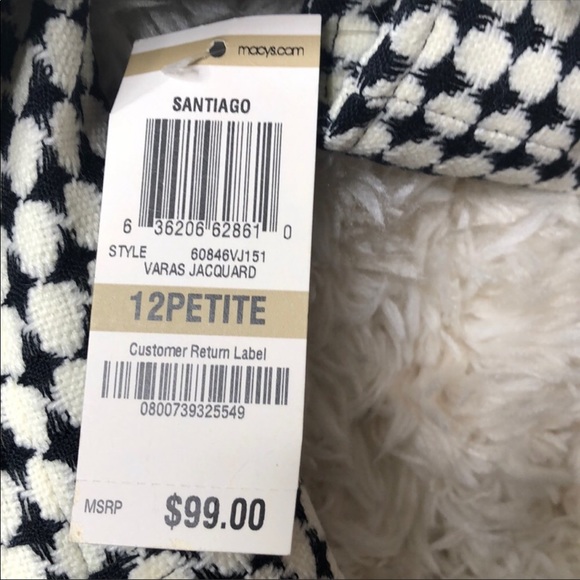 macys.com
SANTIAGO
6 36206 62861 0
STYLE 60846VJ151
VARAS JACQUARD
12PETITE
Customer Return Label
0800739325549
MSRP $99.00